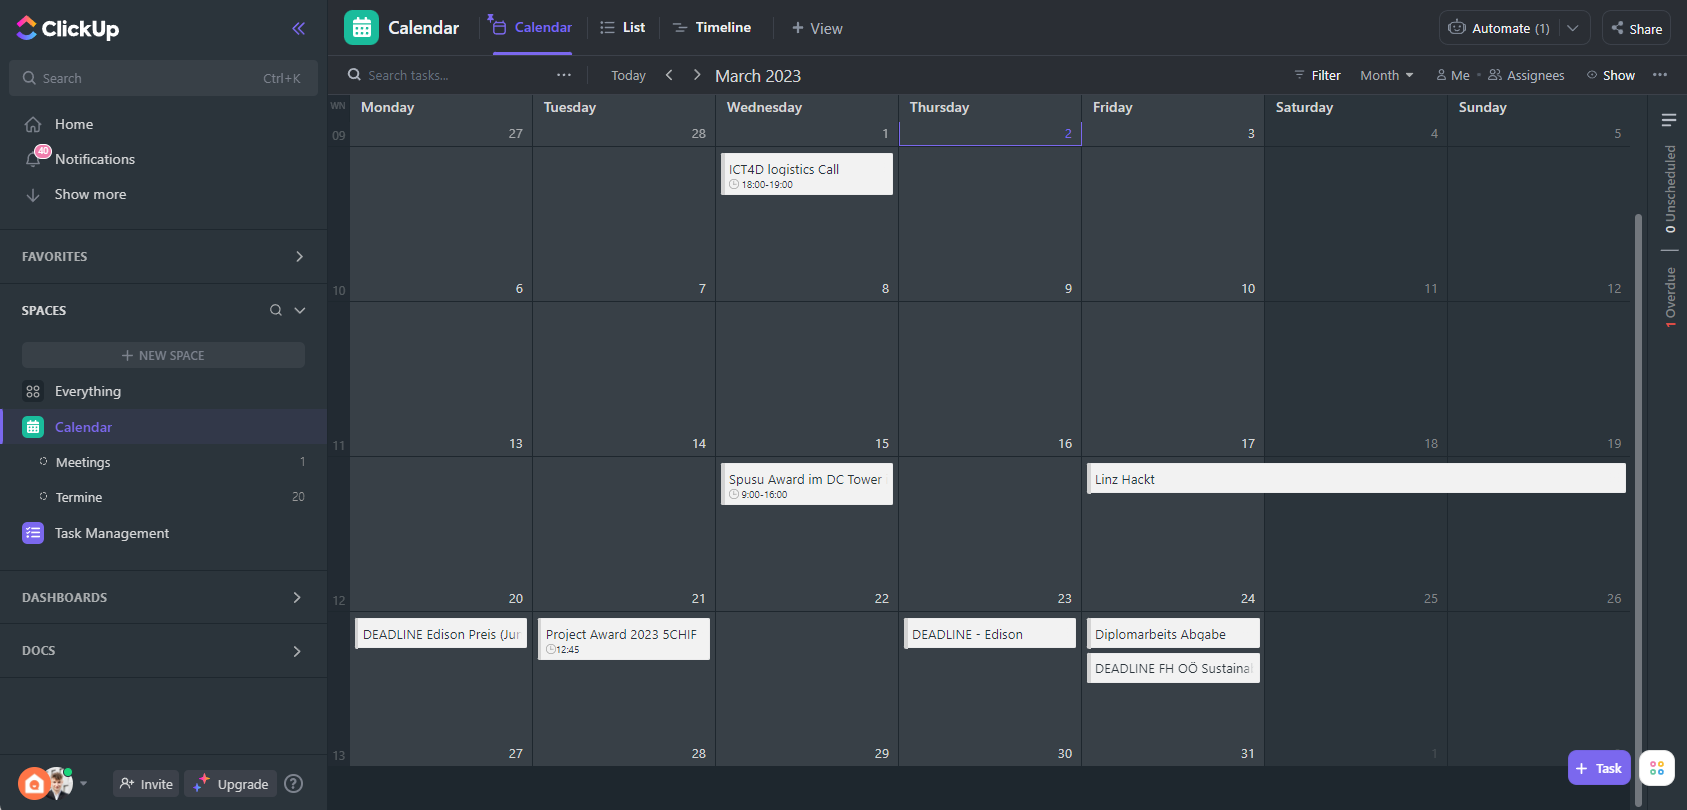 ClickUp
Search Ctrl+K
Home
40
Notifications
Show more
FAVORITES
SPACES
+ NEW SPACE
Everything
Calendar
Meetings 1
Termine 20
Task Management
DASHBOARDS
DOCS
Invite Upgrade ?
Calendar Calendar List Timeline + View Automate (1) Share
Search tasks... ... Today < > March 2023 Filter Month Me Assignees Show ...
WN Monday Tuesday Wednesday Thursday Friday Saturday Sunday
09 27 28 1 2 3 4 5
ICT4D logistics Call
18:00-19:00
10 6 7 8 9 10 11 12
11 13 14 15 16 17 18 19
Spusu Award im DC Tower Linz Hackt
9:00-16:00
12 20 21 22 23 24 25 26
DEADLINE Edison Preis (Jur Project Award 2023 5CHIF DEADLINE - Edison Diplomarbeits Abgabe
12:45
DEADLINE FH OÖ Sustainal
13 27 28 29 30 31 1
0 Unscheduled
1 Overdue
+ Task